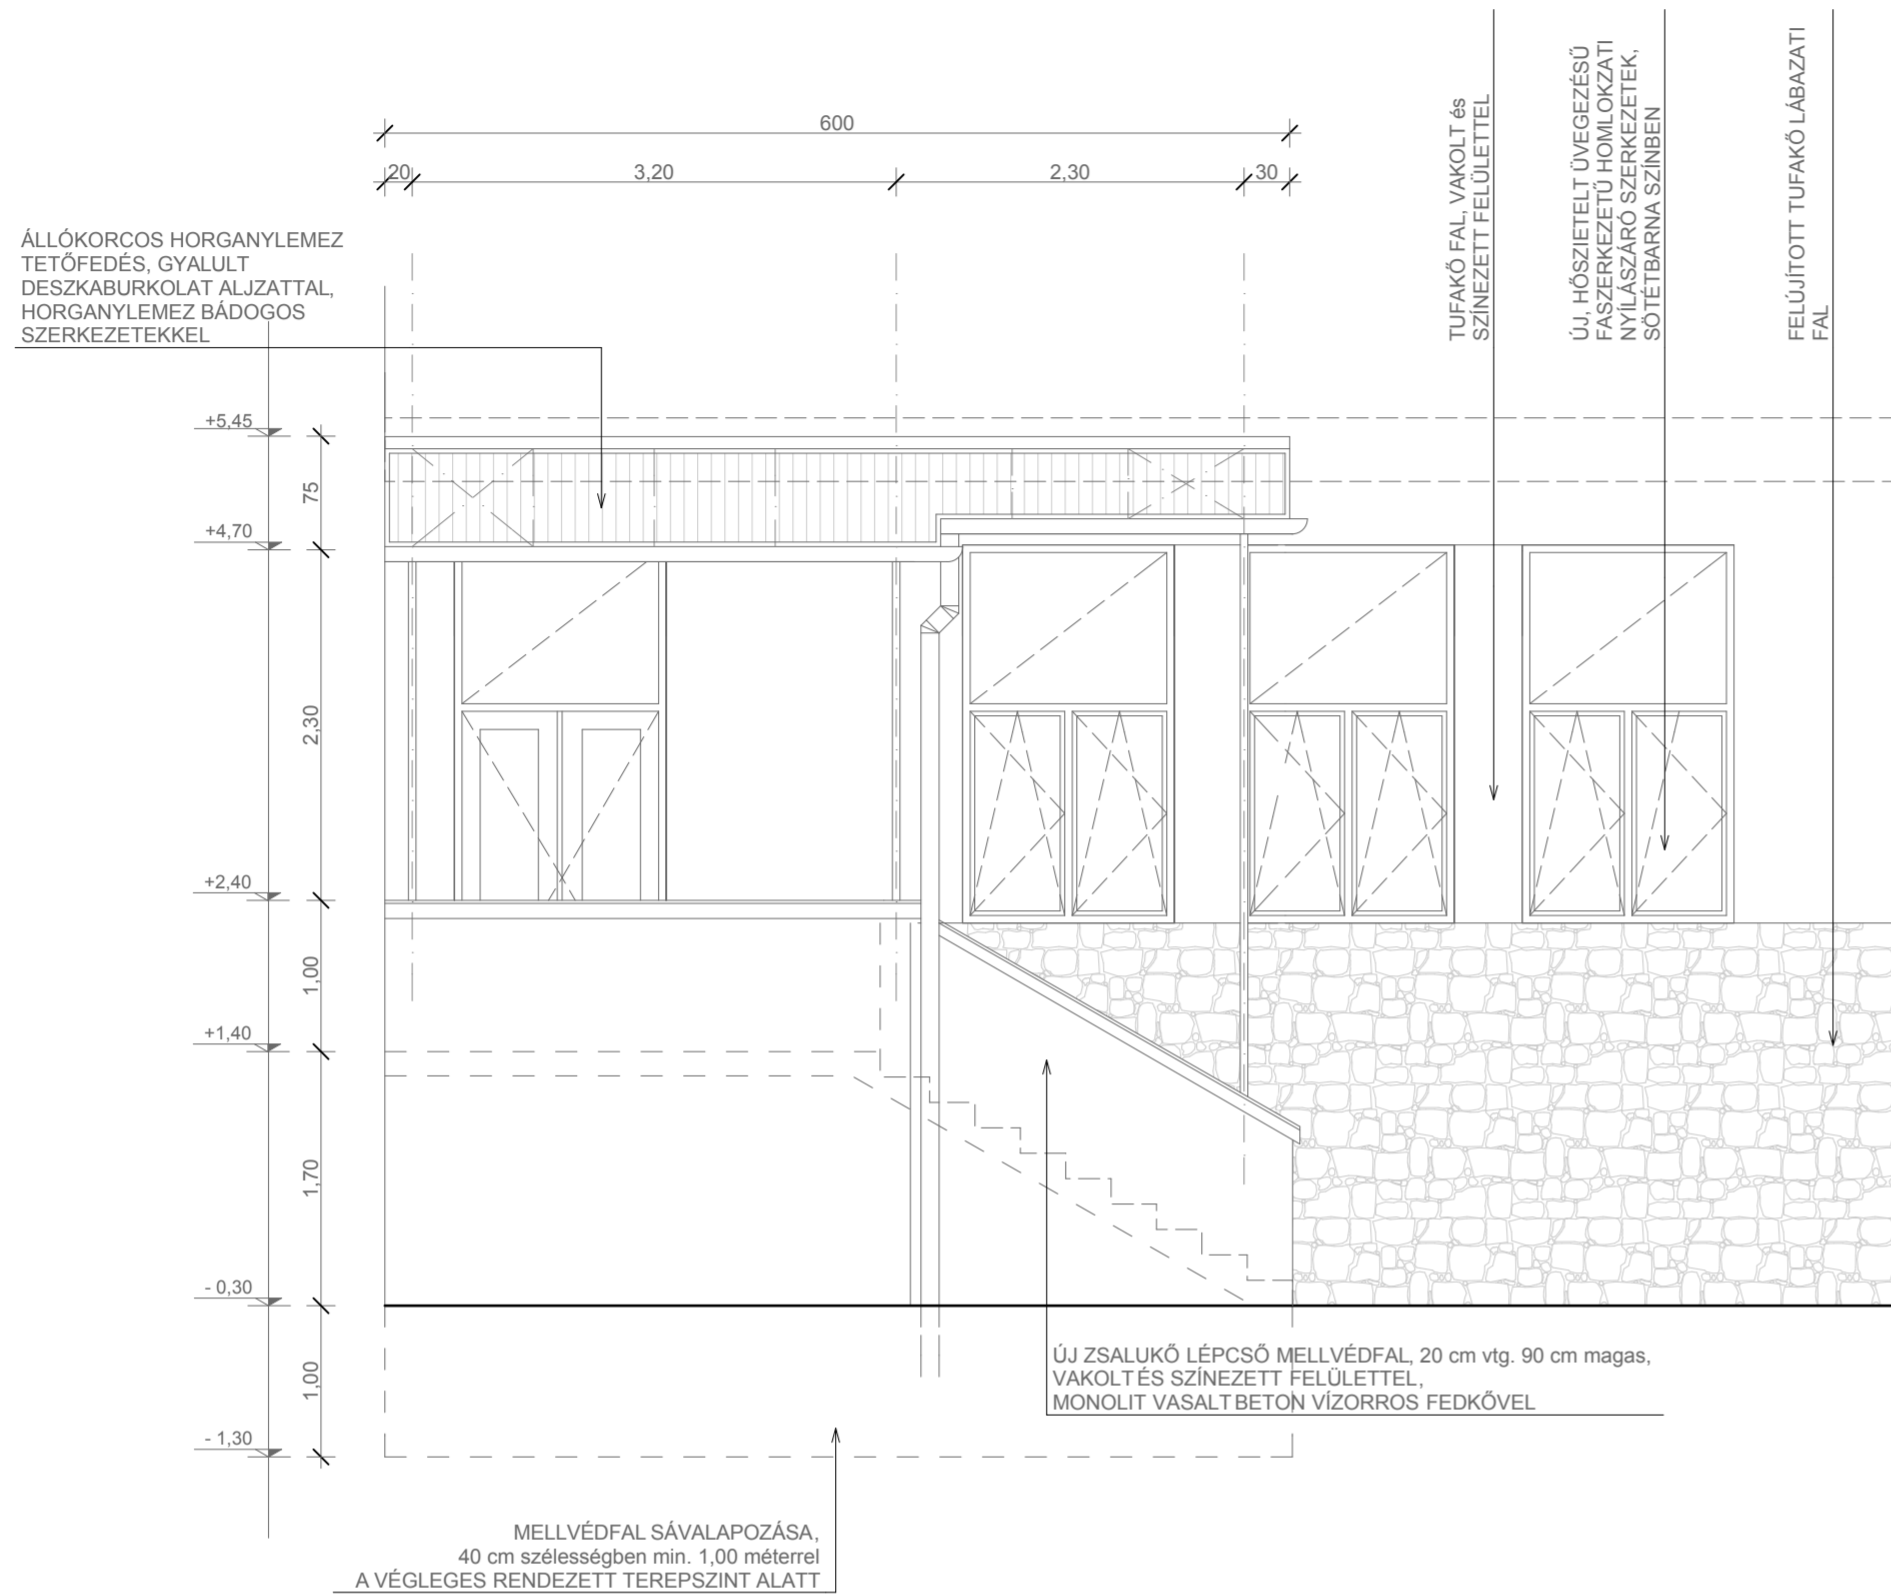 600
20
3,20
2,30
30
TUFAKŐ FAL, VAKOLT és
SZÍNEZETT FELÜLETTEL
ÚJ, HŐSZIETELT ÜVEGEZÉSŰ
FASZERKEZETŰ HOMLOKZATI
NYÍLÁSZÁRÓ SZERKEZETEK,
SÖTÉTBARNA SZÍNBEN
FELÚJÍTOTT TUFAKŐ LÁBAZATI
FAL
ÁLLÓKORCOS HORGANYLEMEZ
TETŐFEDÉS, GYALULT
DESZKABURKOLAT ALJZATTAL,
HORGANYLEMEZ BÁDOGOS
SZERKEZETEKKEL
+5,45
75
+4,70
2,30
+2,40
1,00
+1,40
1,70
- 0,30
1,00
- 1,30
ÚJ ZSALUKŐ LÉPCSŐ MELLVÉDFAL, 20 cm vtg. 90 cm magas,
VAKOLT ÉS SZÍNEZETT FELÜLETTEL,
MONOLIT VASALTBETON VÍZORROS FEDKŐVEL
MELLVÉDFAL SÁVALAPOZÁSA,
40 cm szélességben min. 1,00 méterrel
A VÉGLEGES RENDEZETT TEREPSZINT ALATT